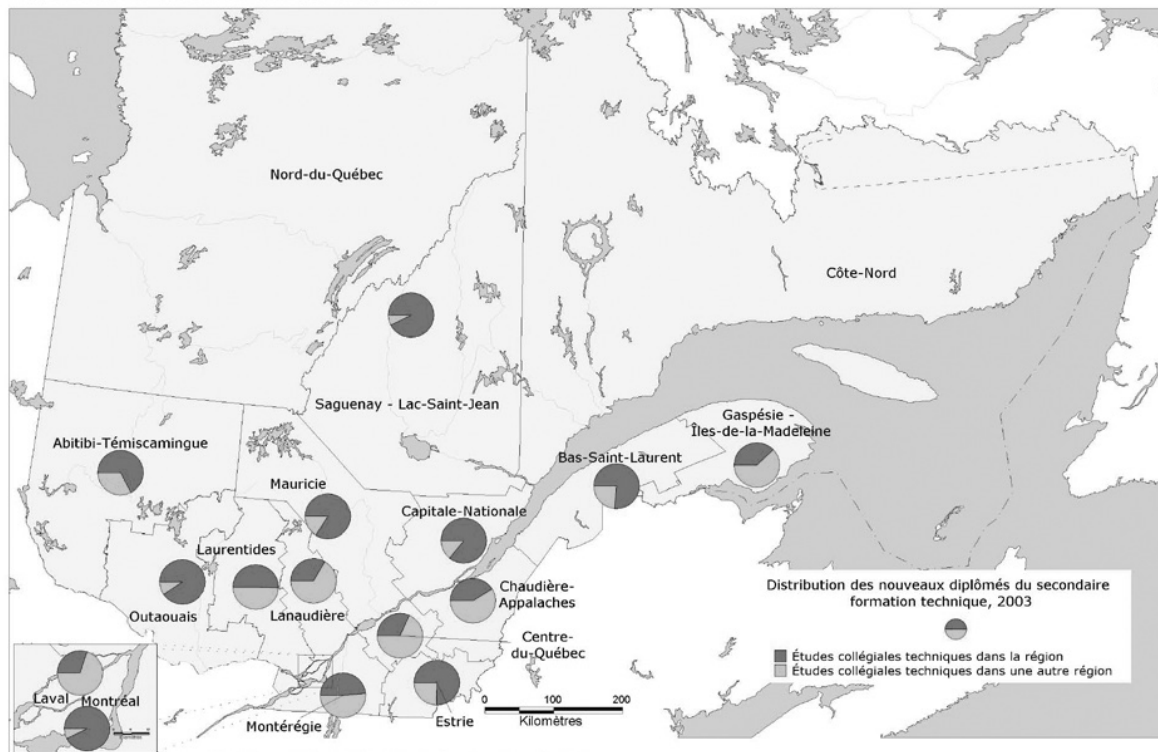 Nord-du-Québec
Côte-Nord
Saguenay - Lac-Saint-Jean
Gaspésie -
Îles-de-la-Madeleine
Abitibi-Témiscamingue
Bas-Saint-Laurent
Mauricie
Capitale-Nationale
Laurentides
Chaudière-
Appalaches
Outaouais
Lanaudière
Centre-
du-Québec
Laval
Montréal
Montérégie
Estrie
0 100 200
Kilomètres
Distribution des nouveaux diplômés du secondaire
formation technique, 2003
Études collégiales techniques dans la région
Études collégiales techniques dans une autre région